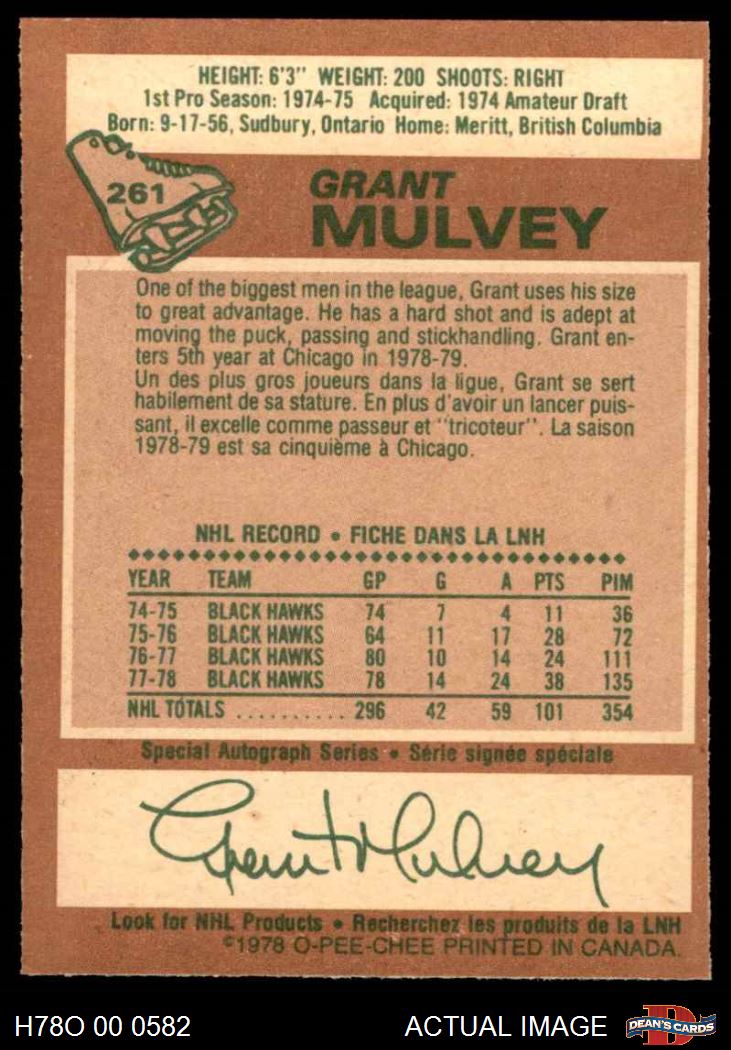 HEIGHT: 6'3" WEIGHT: 200 SHOOTS: RIGHT
1st Pro Season: 1974-75 Acquired: 1974 Amateur Draft
Born: 9-17-56, Sudbury, Ontario Home: Meritt, British Columbia
261
GRANT
MULVEY
One of the biggest men in the league, Grant uses his size
to great advantage. He has a hard shot and is adept at
moving the puck, passing and stickhandling. Grant en-
ters 5th year at Chicago in 1978-79.
Un des plus gros joueurs dans la ligue, Grant se sert
habilement de sa stature. En plus d'avoir un lancer puis-
sant, il excelle comme passeur et "tricoteur". La saison
1978-79 est sa cinquième à Chicago.
NHL RECORD • FICHE DANS LA LNH
YEAR TEAM GP G A PTS PIM
74-75 BLACK HAWKS 74 7 4 11 36
75-76 BLACK HAWKS 64 11 17 28 72
76-77 BLACK HAWKS 80 10 14 24 111
77-78 BLACK HAWKS 78 14 24 38 135
NHL TOTALS .......... 296 42 59 101 354
Special Autograph Series • Série signée spéciale
Grant Mulvey
Look for NHL Products • Recherchez les produits de la LNH
©1978 O-PEE-CHEE PRINTED IN CANADA.
H78O 00 0582 ACTUAL IMAGE D DEAN'S CARDS